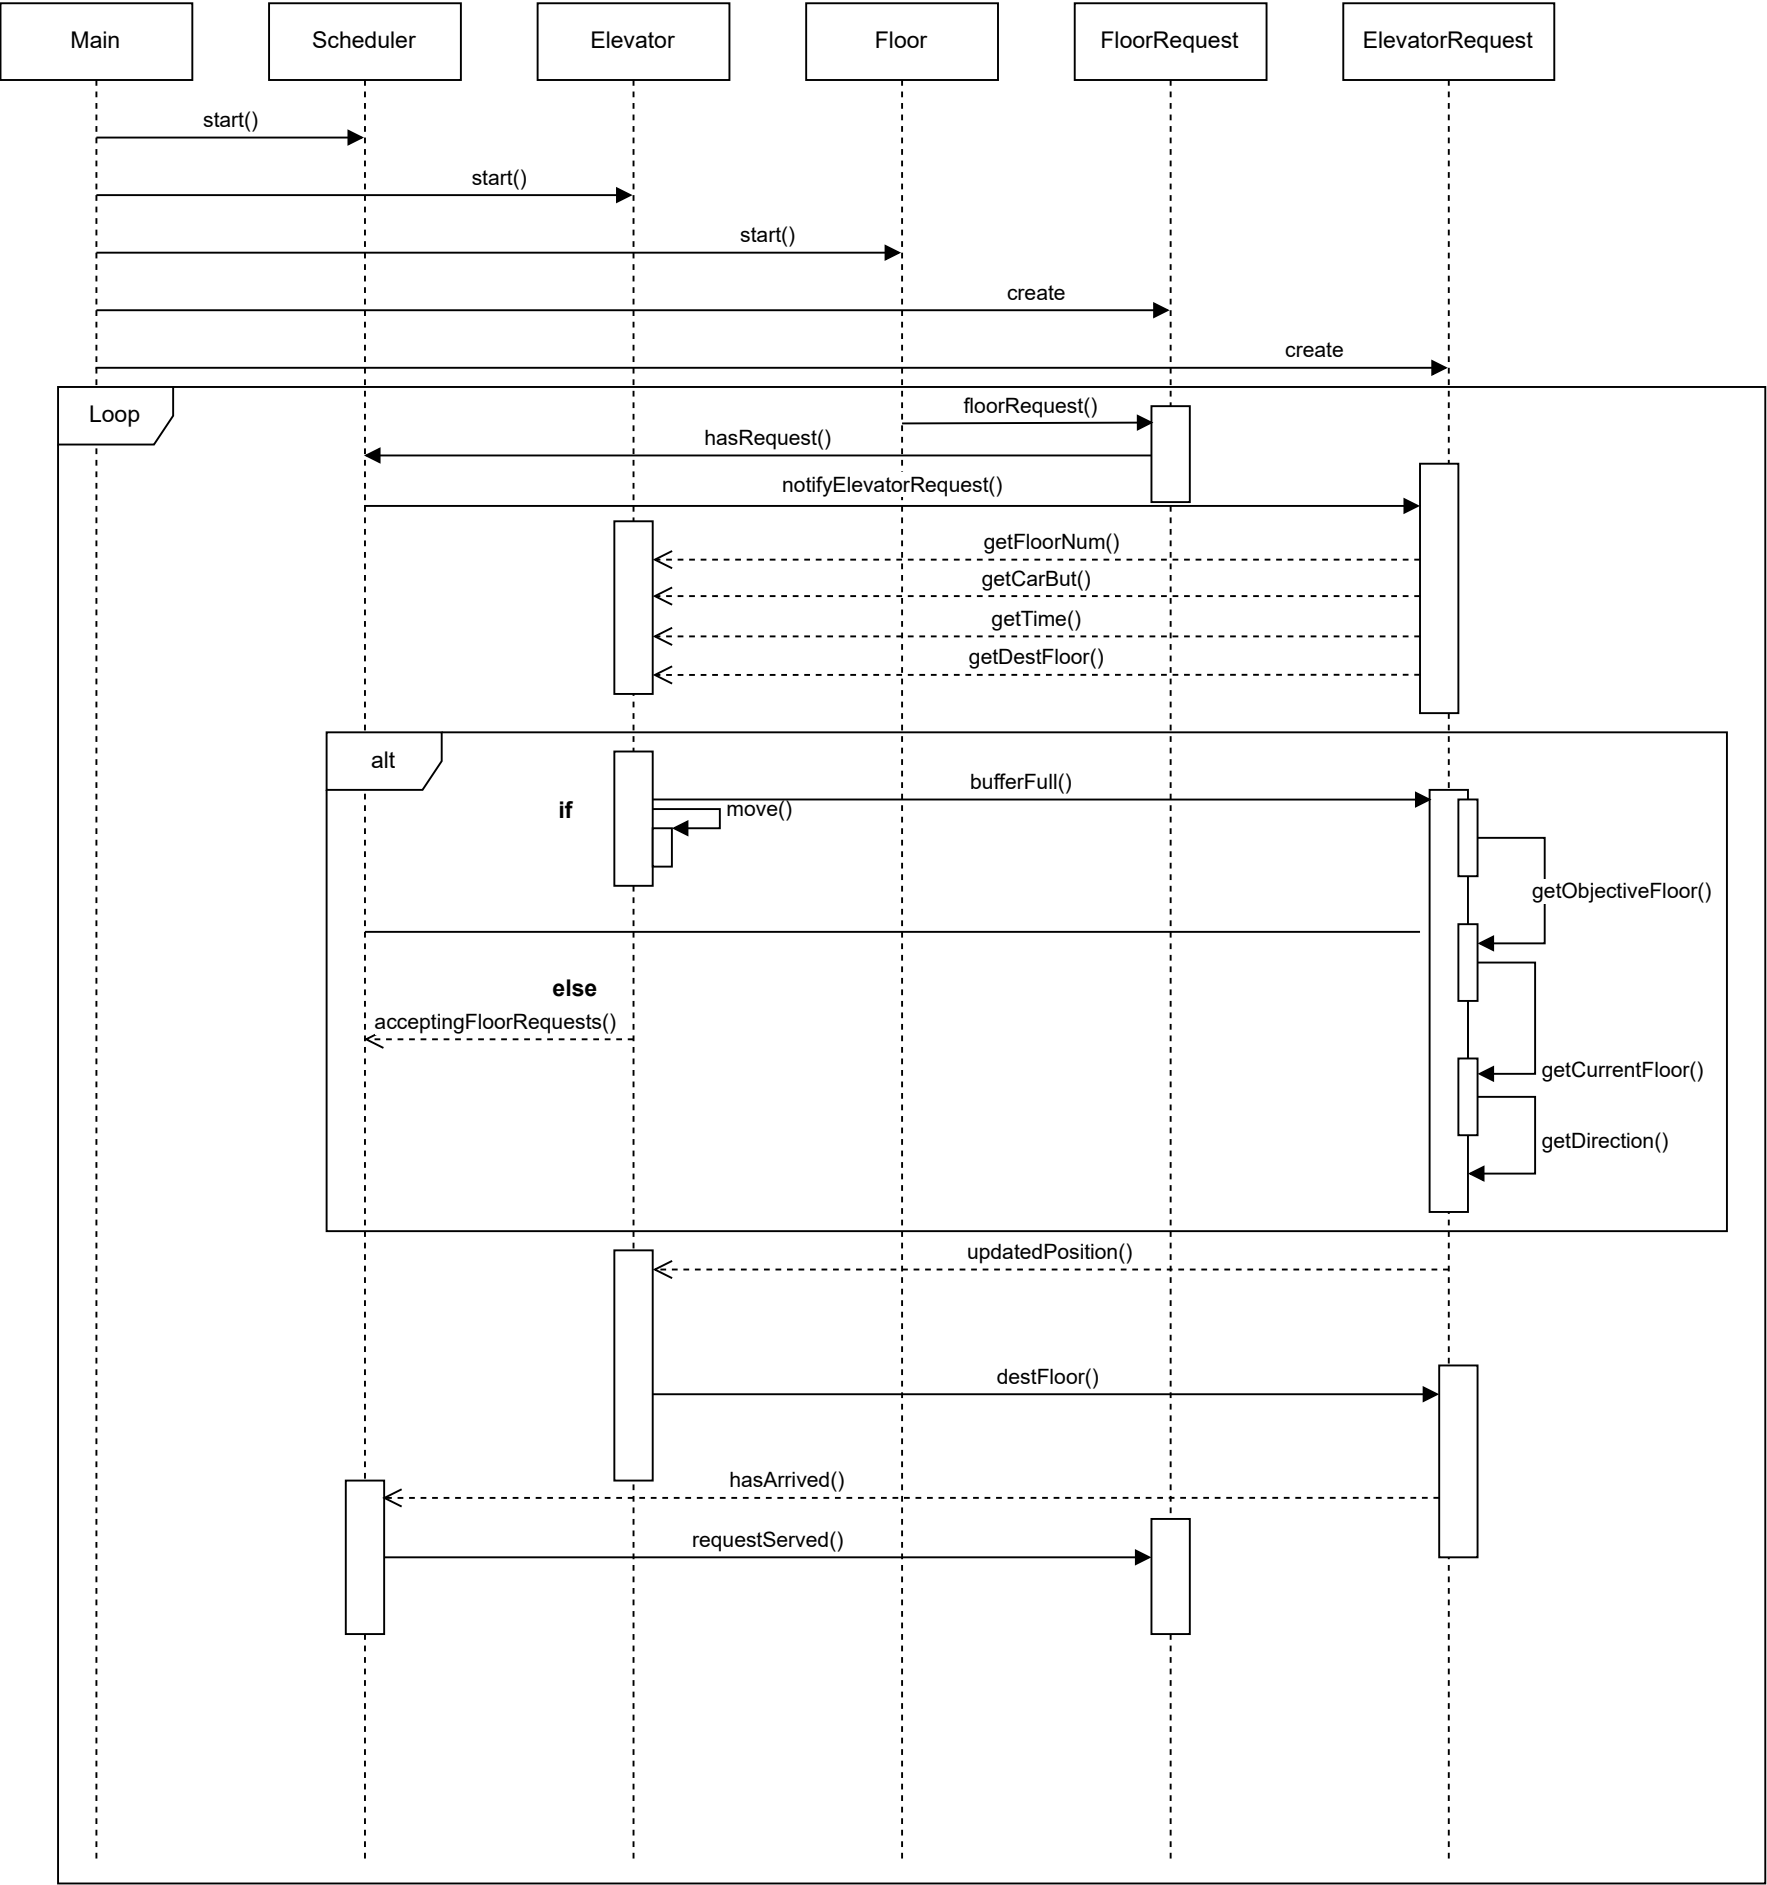 Main
Scheduler
Elevator
Floor
FloorRequest
ElevatorRequest
start()
start()
start()
create
create
Loop
floorRequest()
hasRequest()
notifyElevatorRequest()
getFloorNum()
getCarBut()
getTime()
getDestFloor()
alt
bufferFull()
if
move()
getObjectiveFloor()
else
acceptingFloorRequests()
getCurrentFloor()
getDirection()
updatedPosition()
destFloor()
hasArrived()
requestServed()